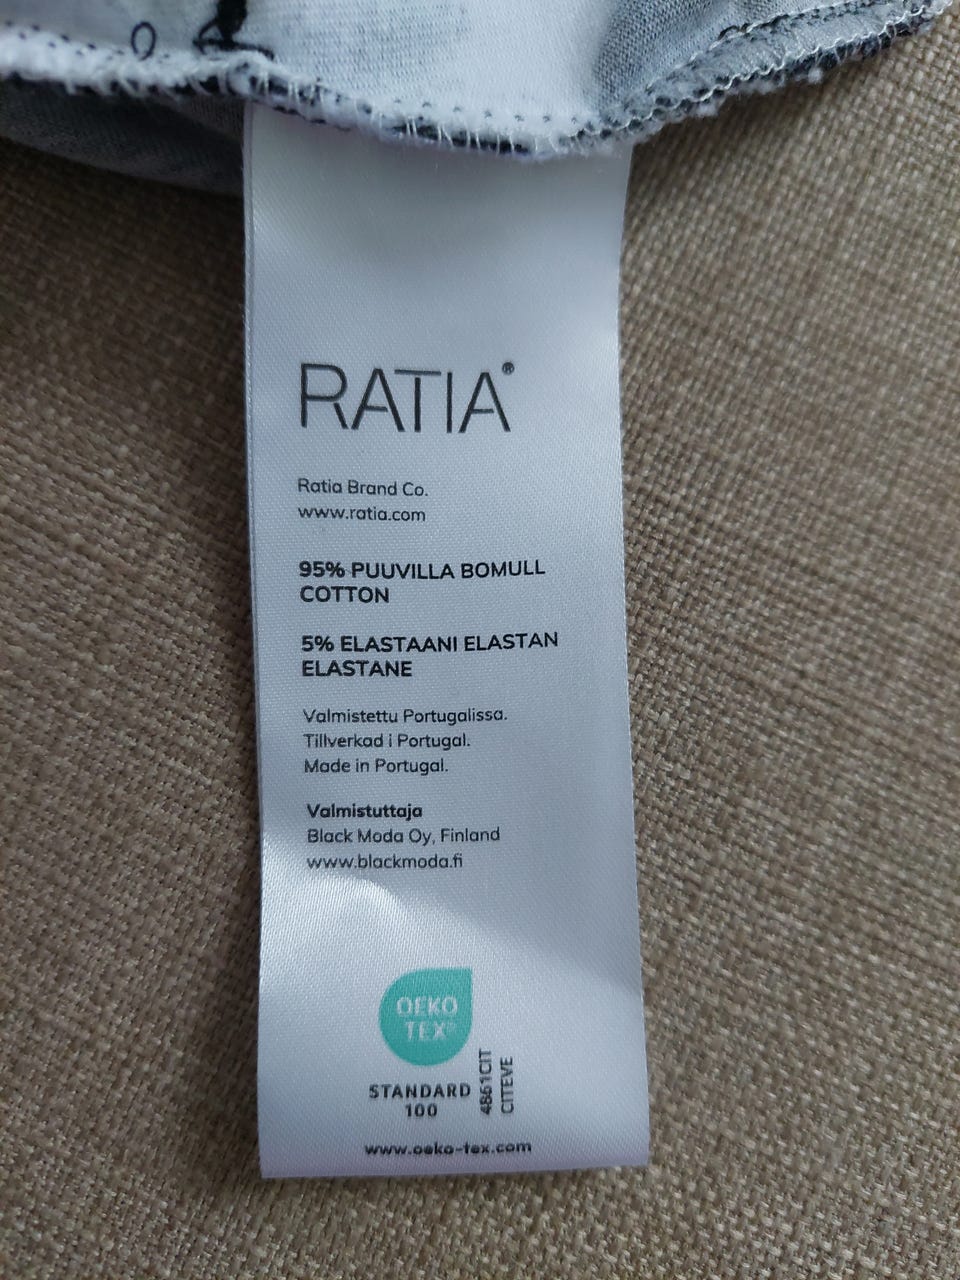 RATIA®
Ratia Brand Co.
www.ratia.com
95% PUUVILLA BOMULL
COTTON
5% ELASTAANI ELASTAN
ELASTANE
Valmistettu Portugalissa.
Tillverkad i Portugal.
Made in Portugal.
Valmistuttaja
Black Moda Oy, Finland
www.blackmoda.fi
OEKO
TEX®
STANDARD
100
4861CIT
CITEVE
www.oeko-tex.com